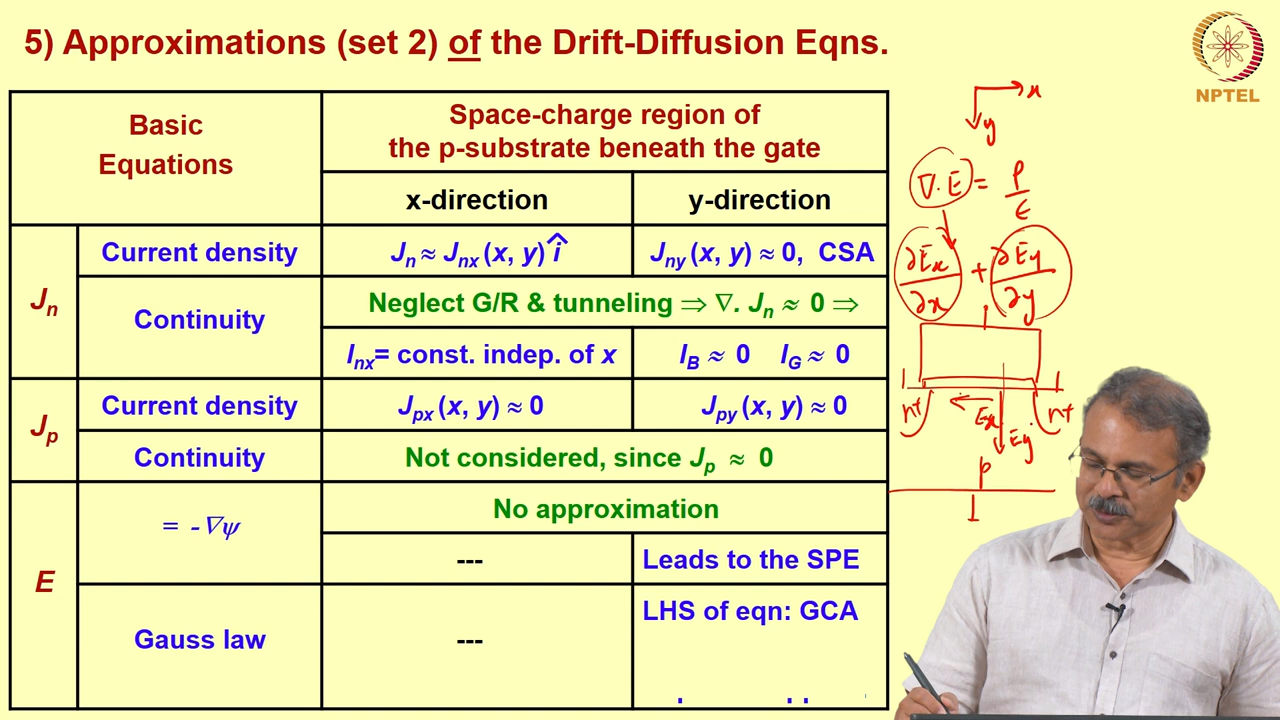 5) Approximations (set 2) of the Drift-Diffusion Eqns.
NPTEL
Basic Equations
Space-charge region of
the p-substrate beneath the gate
x-direction
y-direction
Jn
Current density
Jn ≈ Jnx (x, y) î
Jny (x, y) ≈ 0, CSA
Continuity
Neglect G/R & tunneling ⇒ ∇. Jn ≈ 0 ⇒
Inx= const. indep. of x
IB ≈ 0 IG ≈ 0
Jp
Current density
Jpx (x, y) ≈ 0
Jpy (x, y) ≈ 0
Continuity
Not considered, since Jp ≈ 0
E
= -∇ψ
No approximation
---
Leads to the SPE
Gauss law
---
LHS of eqn: GCA
x
y
∇.E = ρ/ϵ
∂Ex/∂x + ∂Ey/∂y
n+
Ex
Ey
n+
p